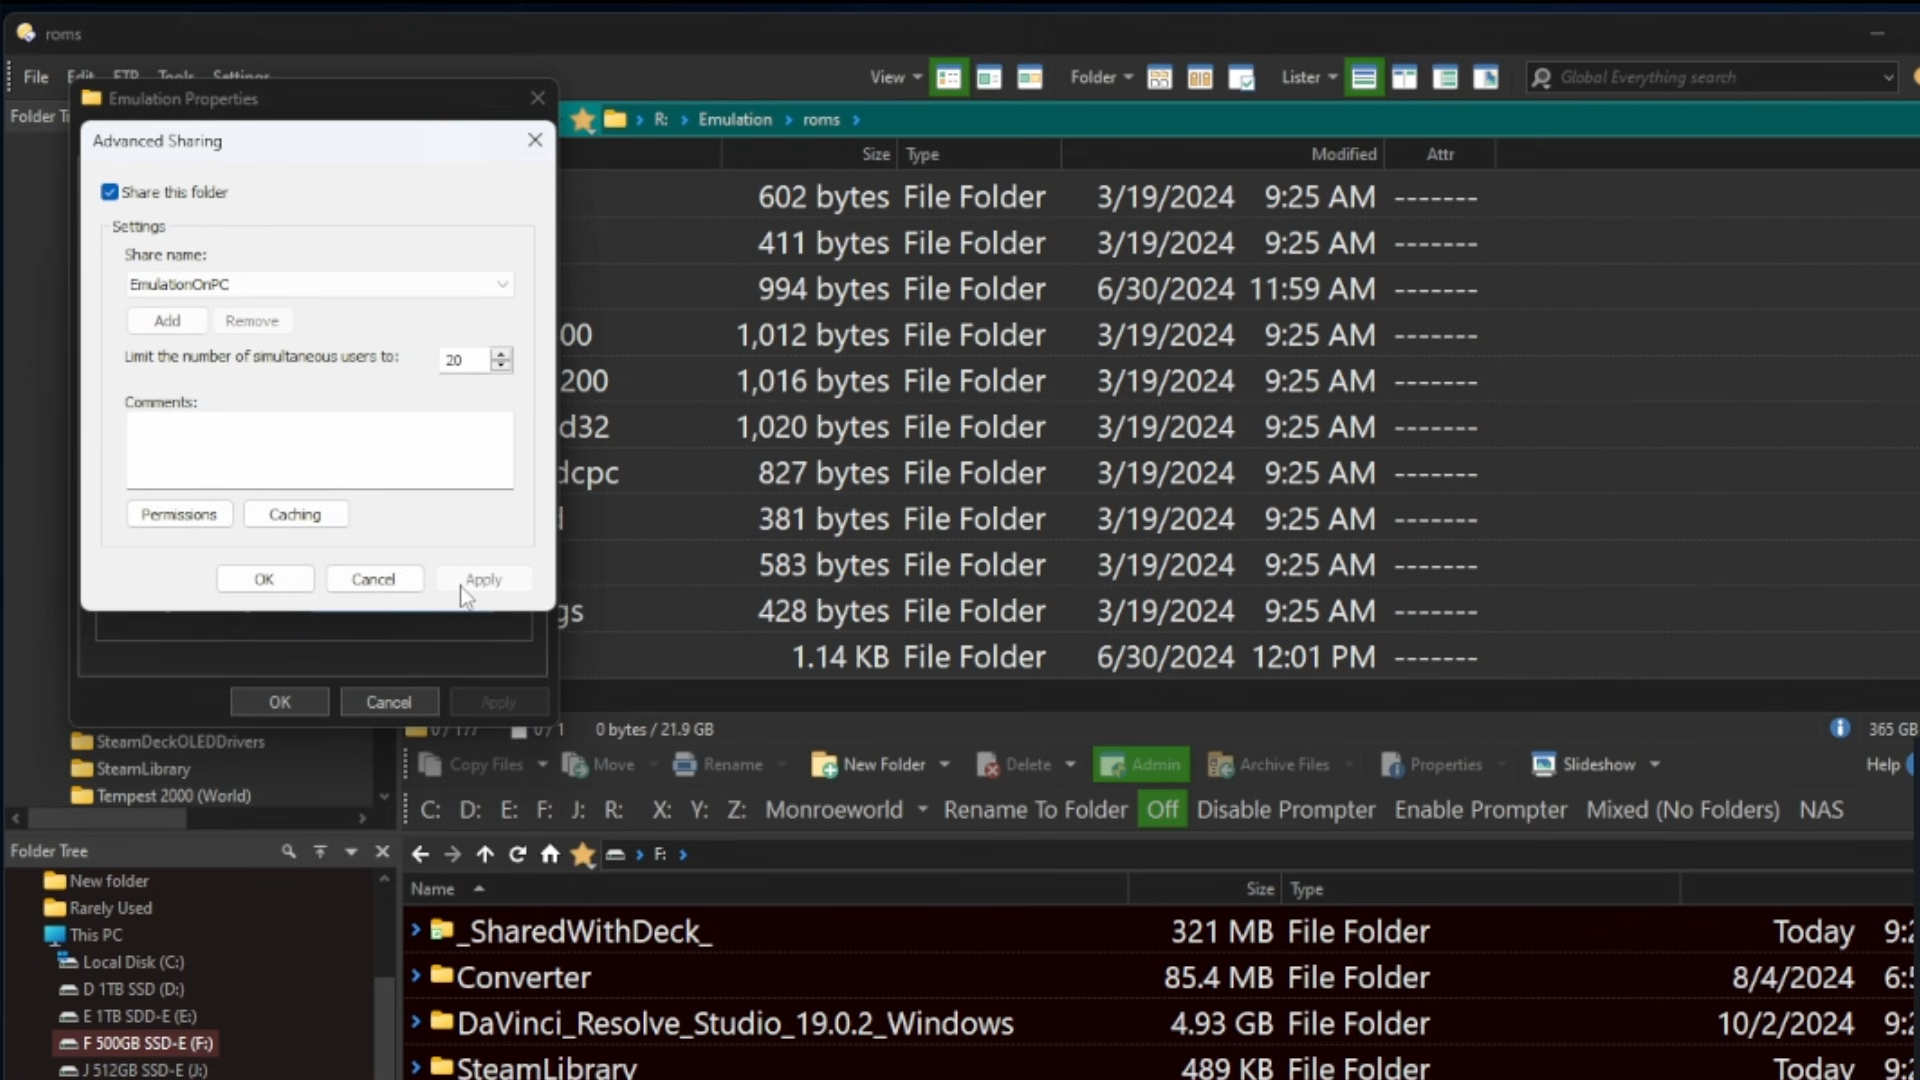 roms
File Edit FTP Tools Settings
View Folder Lister Global Everything search
Emulation Properties
Folder
R: Emulation roms
Advanced Sharing
Size Type Modified Attr
Share this folder
Settings
Share name:
EmulationOnPC
Add Remove
Limit the number of simultaneous users to: 20
Comments:
Permissions Caching
OK Cancel Apply
OK Cancel Apply
602 bytes File Folder 3/19/2024 9:25 AM -------
411 bytes File Folder 3/19/2024 9:25 AM -------
994 bytes File Folder 6/30/2024 11:59 AM -------
00 1,012 bytes File Folder 3/19/2024 9:25 AM -------
200 1,016 bytes File Folder 3/19/2024 9:25 AM -------
d32 1,020 bytes File Folder 3/19/2024 9:25 AM -------
dcpc 827 bytes File Folder 3/19/2024 9:25 AM -------
d 381 bytes File Folder 3/19/2024 9:25 AM -------
583 bytes File Folder 3/19/2024 9:25 AM -------
gs 428 bytes File Folder 3/19/2024 9:25 AM -------
1.14 KB File Folder 6/30/2024 12:01 PM -------
0 / 177 0 / 1 0 bytes / 21.9 GB 365 GB
SteamDeckOLEDDrivers
SteamLibrary
Tempest 2000 (World)
Copy Files Move Rename New Folder Delete Admin Archive Files Properties Slideshow Help
C: D: E: F: J: R: X: Y: Z: Monroeworld Rename To Folder Off Disable Prompter Enable Prompter Mixed (No Folders) NAS
Folder Tree
F:
New folder
Rarely Used
This PC
Local Disk (C:)
D 1TB SSD (D:)
E 1TB SDD-E (E:)
F 500GB SSD-E (F:)
J 512GB SSD-E (J:)
Name Size Type
_SharedWithDeck_ 321 MB File Folder Today
Converter 85.4 MB File Folder 8/4/2024
DaVinci_Resolve_Studio_19.0.2_Windows 4.93 GB File Folder 10/2/2024
SteamLibrary 489 KB File Folder Today